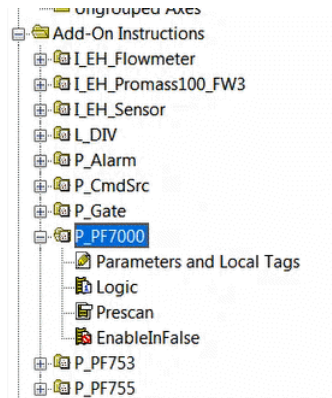 Ungrouped Axes
Add-On Instructions
I_EH_Flowmeter
I_EH_Promass100_FW3
I_EH_Sensor
L_DIV
P_Alarm
P_CmdSrc
P_Gate
P_PF7000
Parameters and Local Tags
Logic
Prescan
EnableInFalse
P_PF753
P_PF755